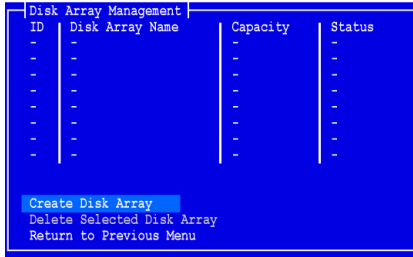 Disk Array Management
ID Disk Array Name Capacity Status
- - - -
- - - -
- - - -
- - - -
- - - -
- - - -
- - - -
- - - -
Create Disk Array
Delete Selected Disk Array
Return to Previous Menu